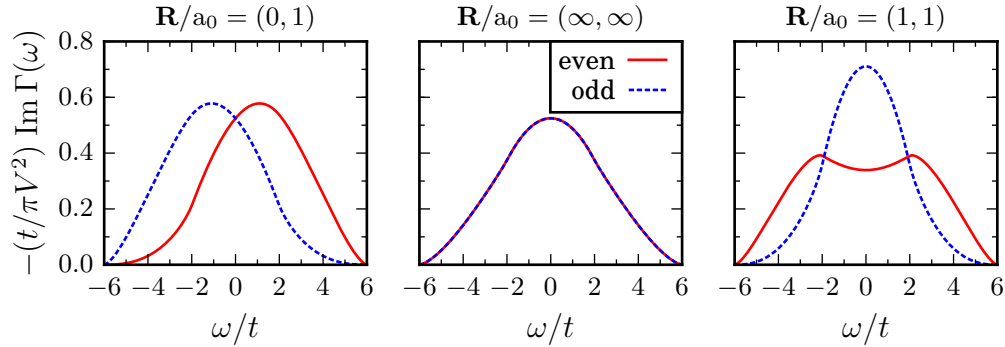 R/a₀ = (0, 1)
R/a₀ = (∞, ∞)
R/a₀ = (1, 1)
−(t/πV²) Im Γ(ω)
0.8
0.6
0.4
0.2
0.0
even
odd
−6 −4 −2 0 2 4 6
−6 −4 −2 0 2 4 6
−6 −4 −2 0 2 4 6
ω/t
ω/t
ω/t